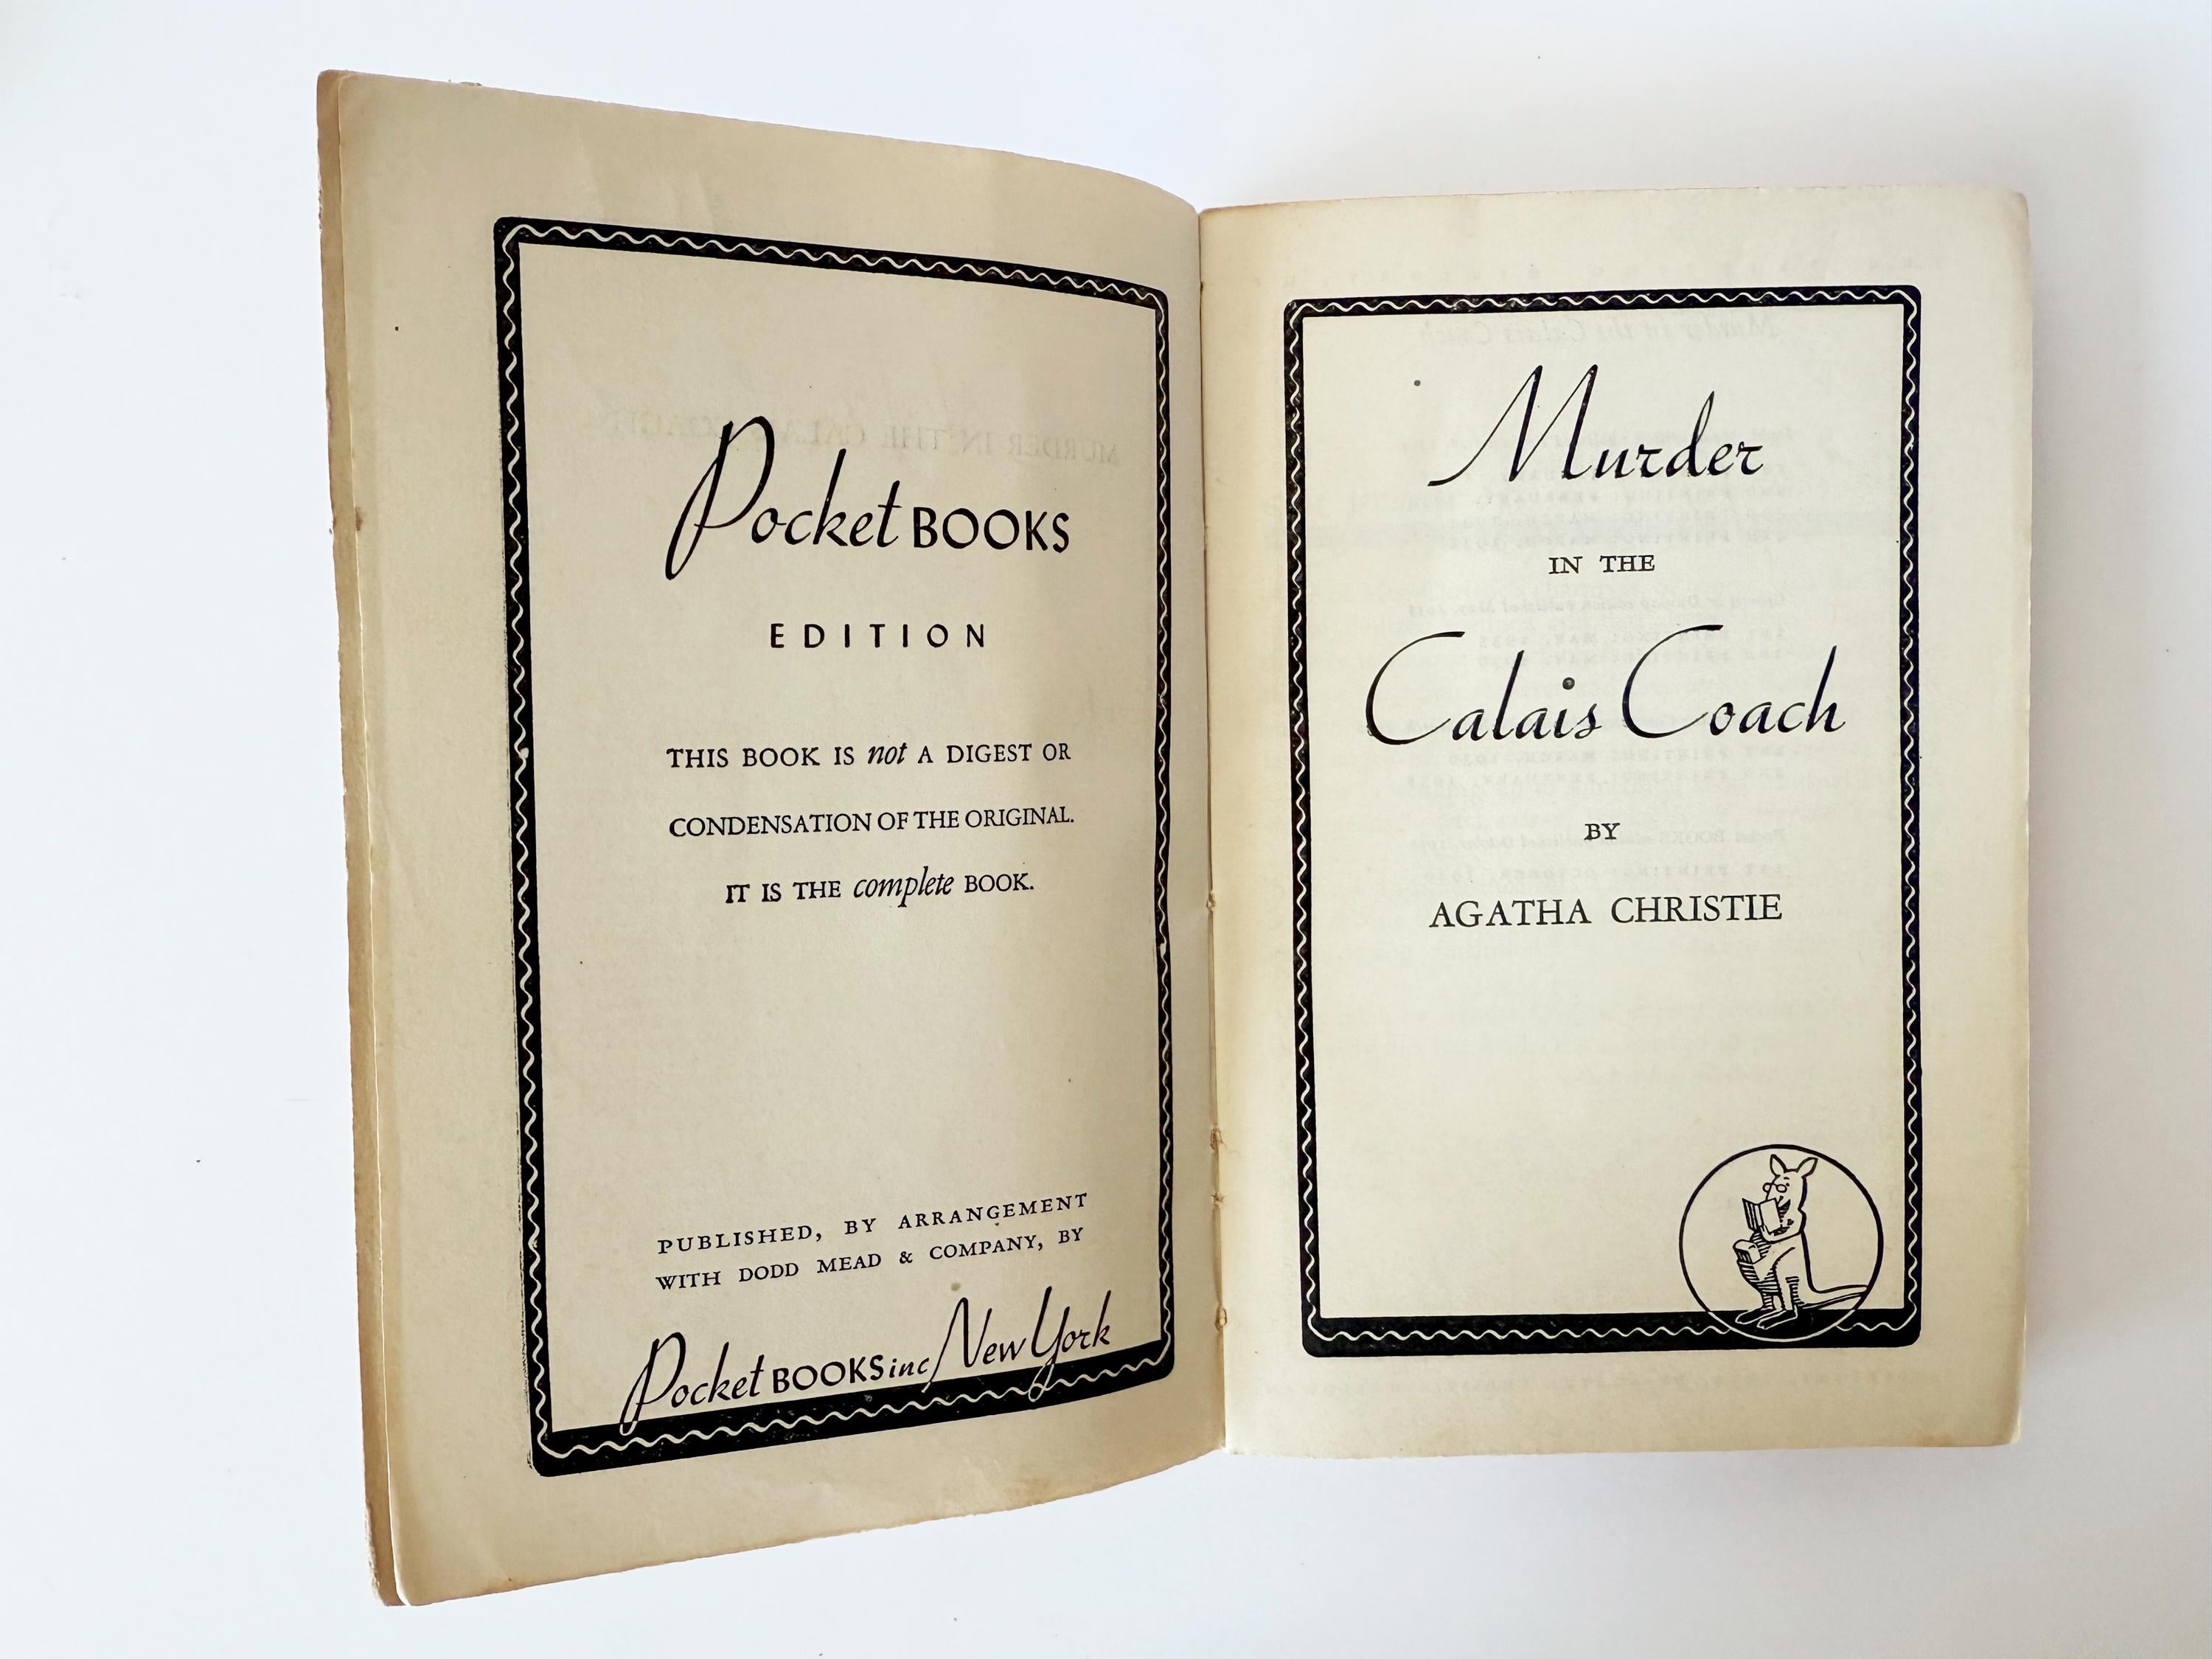 Pocket BOOKS
EDITION
THIS BOOK IS not A DIGEST OR
CONDENSATION OF THE ORIGINAL.
IT IS THE complete BOOK.
PUBLISHED, BY ARRANGEMENT
WITH DODD MEAD & COMPANY, BY
Pocket BOOKS inc New York
Murder
IN THE
Calais Coach
BY
AGATHA CHRISTIE